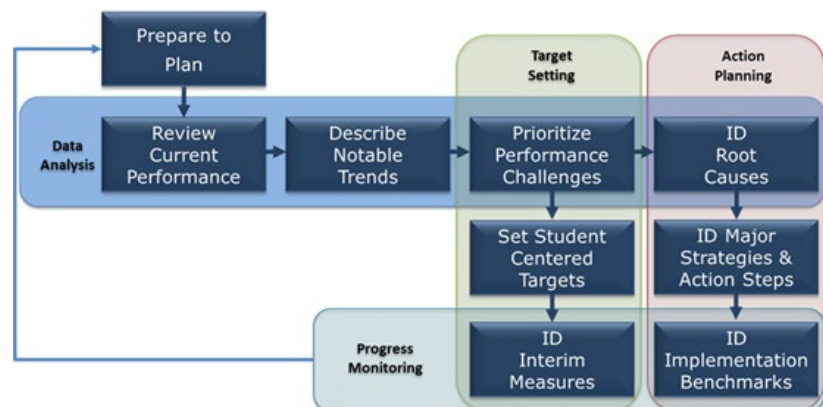 Prepare to
Plan
Target
Setting
Action
Planning
Data
Analysis
Review
Current
Performance
Describe
Notable
Trends
Prioritize
Performance
Challenges
ID
Root
Causes
Set Student
Centered
Targets
ID Major
Strategies &
Action Steps
Progress
Monitoring
ID
Interim
Measures
ID
Implementation
Benchmarks